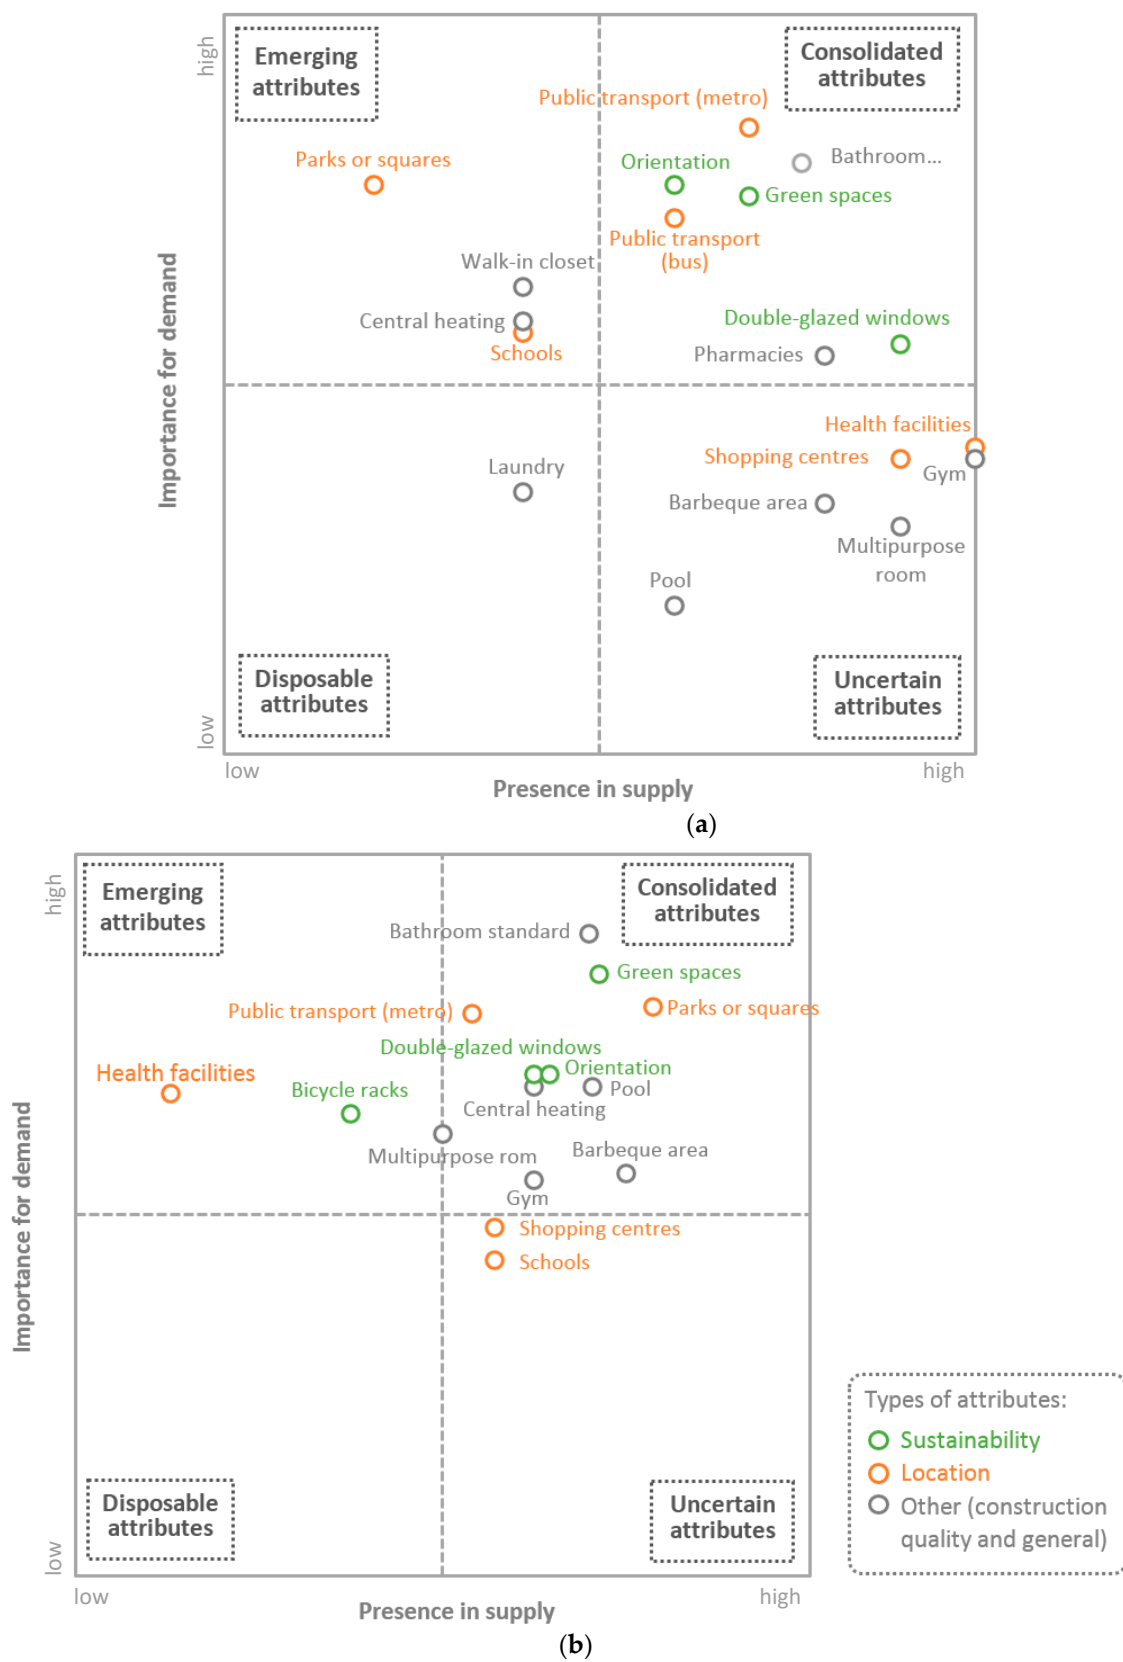 high
Emerging
attributes
Consolidated
attributes
Public transport (metro)
Parks or squares
Orientation
Bathroom...
Green spaces
Public transport
(bus)
Walk-in closet
Central heating
Schools
Double-glazed windows
Pharmacies
Importance for demand
Health facilities
Shopping centres
Gym
Laundry
Barbeque area
Multipurpose
room
Pool
Disposable
attributes
Uncertain
attributes
low
low
high
Presence in supply
(a)
high
Emerging
attributes
Consolidated
attributes
Bathroom standard
Green spaces
Public transport (metro)
Parks or squares
Double-glazed windows
Orientation
Health facilities
Bicycle racks
Pool
Central heating
Multipurpose rom
Barbeque area
Gym
Importance for demand
Shopping centres
Schools
Types of attributes:
Sustainability
Location
Other (construction
quality and general)
Disposable
attributes
Uncertain
attributes
low
low
high
Presence in supply
(b)